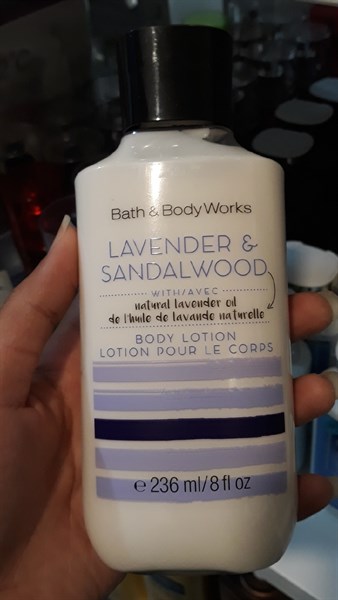 Bath & Body Works
LAVENDER &
SANDALWOOD
WITH/AVEC
natural lavender oil
de l'huile de lavande naturelle
BODY LOTION
LOTION POUR LE CORPS
℮ 236 ml/8 fl oz